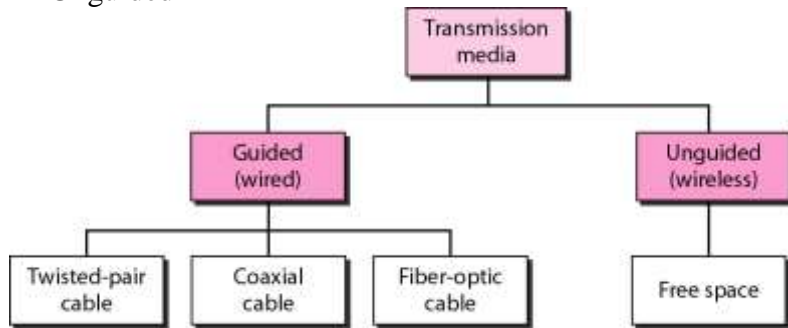 Transmission
media
Guided
(wired)
Unguided
(wireless)
Twisted-pair
cable
Coaxial
cable
Fiber-optic
cable
Free space